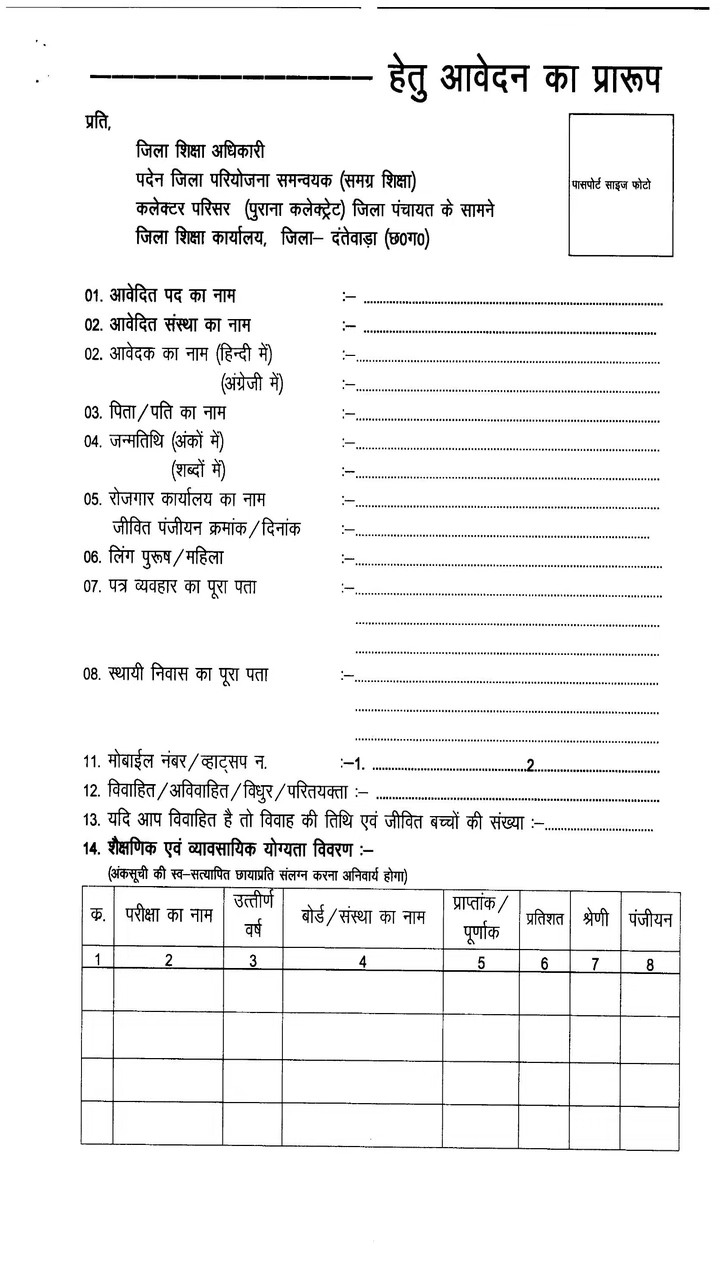 –––––––––––––– हेतु आवेदन का प्रारूप
प्रति,
जिला शिक्षा अधिकारी
पदेन जिला परियोजना समन्वयक (समग्र शिक्षा)
पासपोर्ट साइज फोटो
कलेक्टर परिसर (पुराना कलेक्ट्रेट) जिला पंचायत के सामने
जिला शिक्षा कार्यालय, जिला– दंतेवाड़ा (छ0ग0)
01. आवेदित पद का नाम :– ........................
02. आवेदित संस्था का नाम :– ........................
02. आवेदक का नाम (हिन्दी में) :–........................
(अंग्रेजी में) :–........................
03. पिता/पति का नाम :–........................
04. जन्मतिथि (अंकों में) :–........................
(शब्दों में) :–........................
05. रोजगार कार्यालय का नाम :–........................
जीवित पंजीयन क्रमांक/दिनांक :–........................
06. लिंग पुरूष/महिला :–........................
07. पत्र व्यवहार का पूरा पता :–........................
........................
........................
08. स्थायी निवास का पूरा पता :–........................
........................
........................
11. मोबाईल नंबर/व्हाट्सप न. :–1. ........................2........................
12. विवाहित/अविवाहित/विधुर/परितयक्ता :– ........................
13. यदि आप विवाहित है तो विवाह की तिथि एवं जीवित बच्चों की संख्या :–........................
14. शैक्षणिक एवं व्यावसायिक योग्यता विवरण :–
(अंकसूची की स्व–सत्यापित छायाप्रति संलग्न करना अनिवार्य होगा)
क. परीक्षा का नाम उत्तीर्ण वर्ष बोर्ड/संस्था का नाम प्राप्तांक/पूर्णाक प्रतिशत श्रेणी पंजीयन
1 2 3 4 5 6 7 8